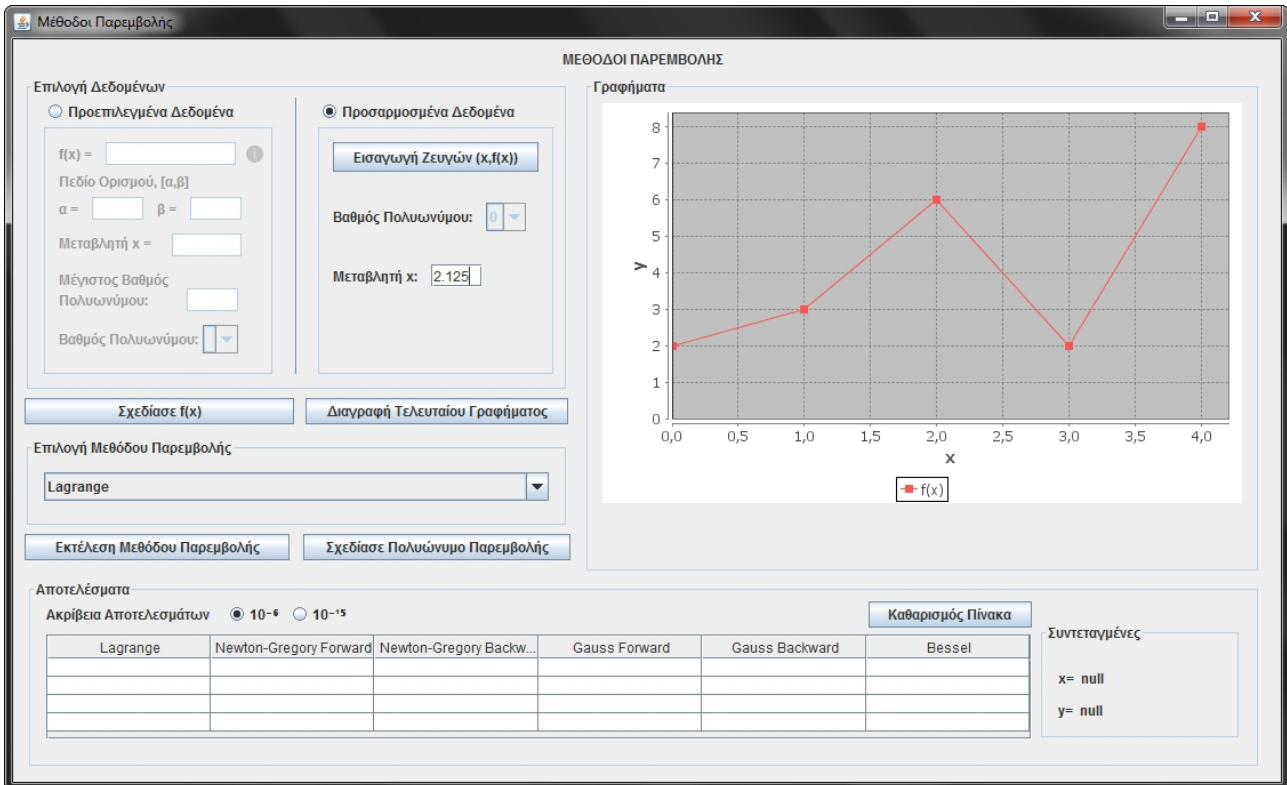 Μέθοδοι Παρεμβολής
ΜΕΘΟΔΟΙ ΠΑΡΕΜΒΟΛΗΣ
Επιλογή Δεδομένων
Προεπιλεγμένα Δεδομένα
f(x) =
i
Πεδίο Ορισμού, [α,β]
α = β =
Μεταβλητή x =
Μέγιστος Βαθμός
Πολυωνύμου:
Βαθμός Πολυωνύμου:
Προσαρμοσμένα Δεδομένα
Εισαγωγή Ζευγών (x,f(x))
Βαθμός Πολυωνύμου: 0
Μεταβλητή x: 2.125
Σχεδίασε f(x)
Διαγραφή Τελευταίου Γραφήματος
Επιλογή Μεθόδου Παρεμβολής
Lagrange
Εκτέλεση Μεθόδου Παρεμβολής
Σχεδίασε Πολυώνυμο Παρεμβολής
Γραφήματα
8
7
6
5
4
3
2
1
0
y
0,0 0,5 1,0 1,5 2,0 2,5 3,0 3,5 4,0
x
f(x)
Αποτελέσματα
Ακρίβεια Αποτελεσμάτων 10⁻⁶ 10⁻¹⁵
Καθαρισμός Πίνακα
Lagrange Newton-Gregory Forward Newton-Gregory Backw... Gauss Forward Gauss Backward Bessel
Συντεταγμένες
x= null
y= null